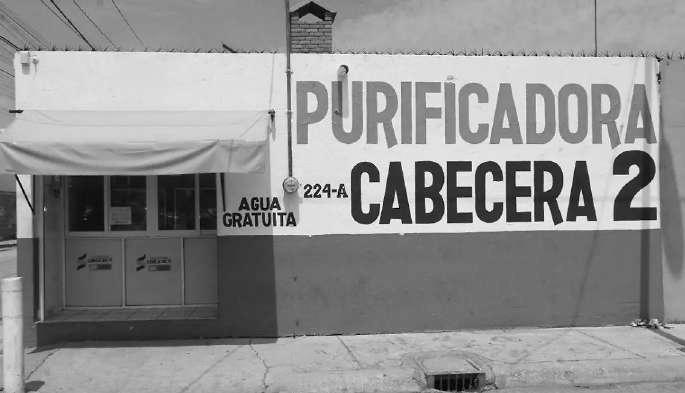 PURIFICADORA
224-A CABECERA 2
AGUA
GRATUITA